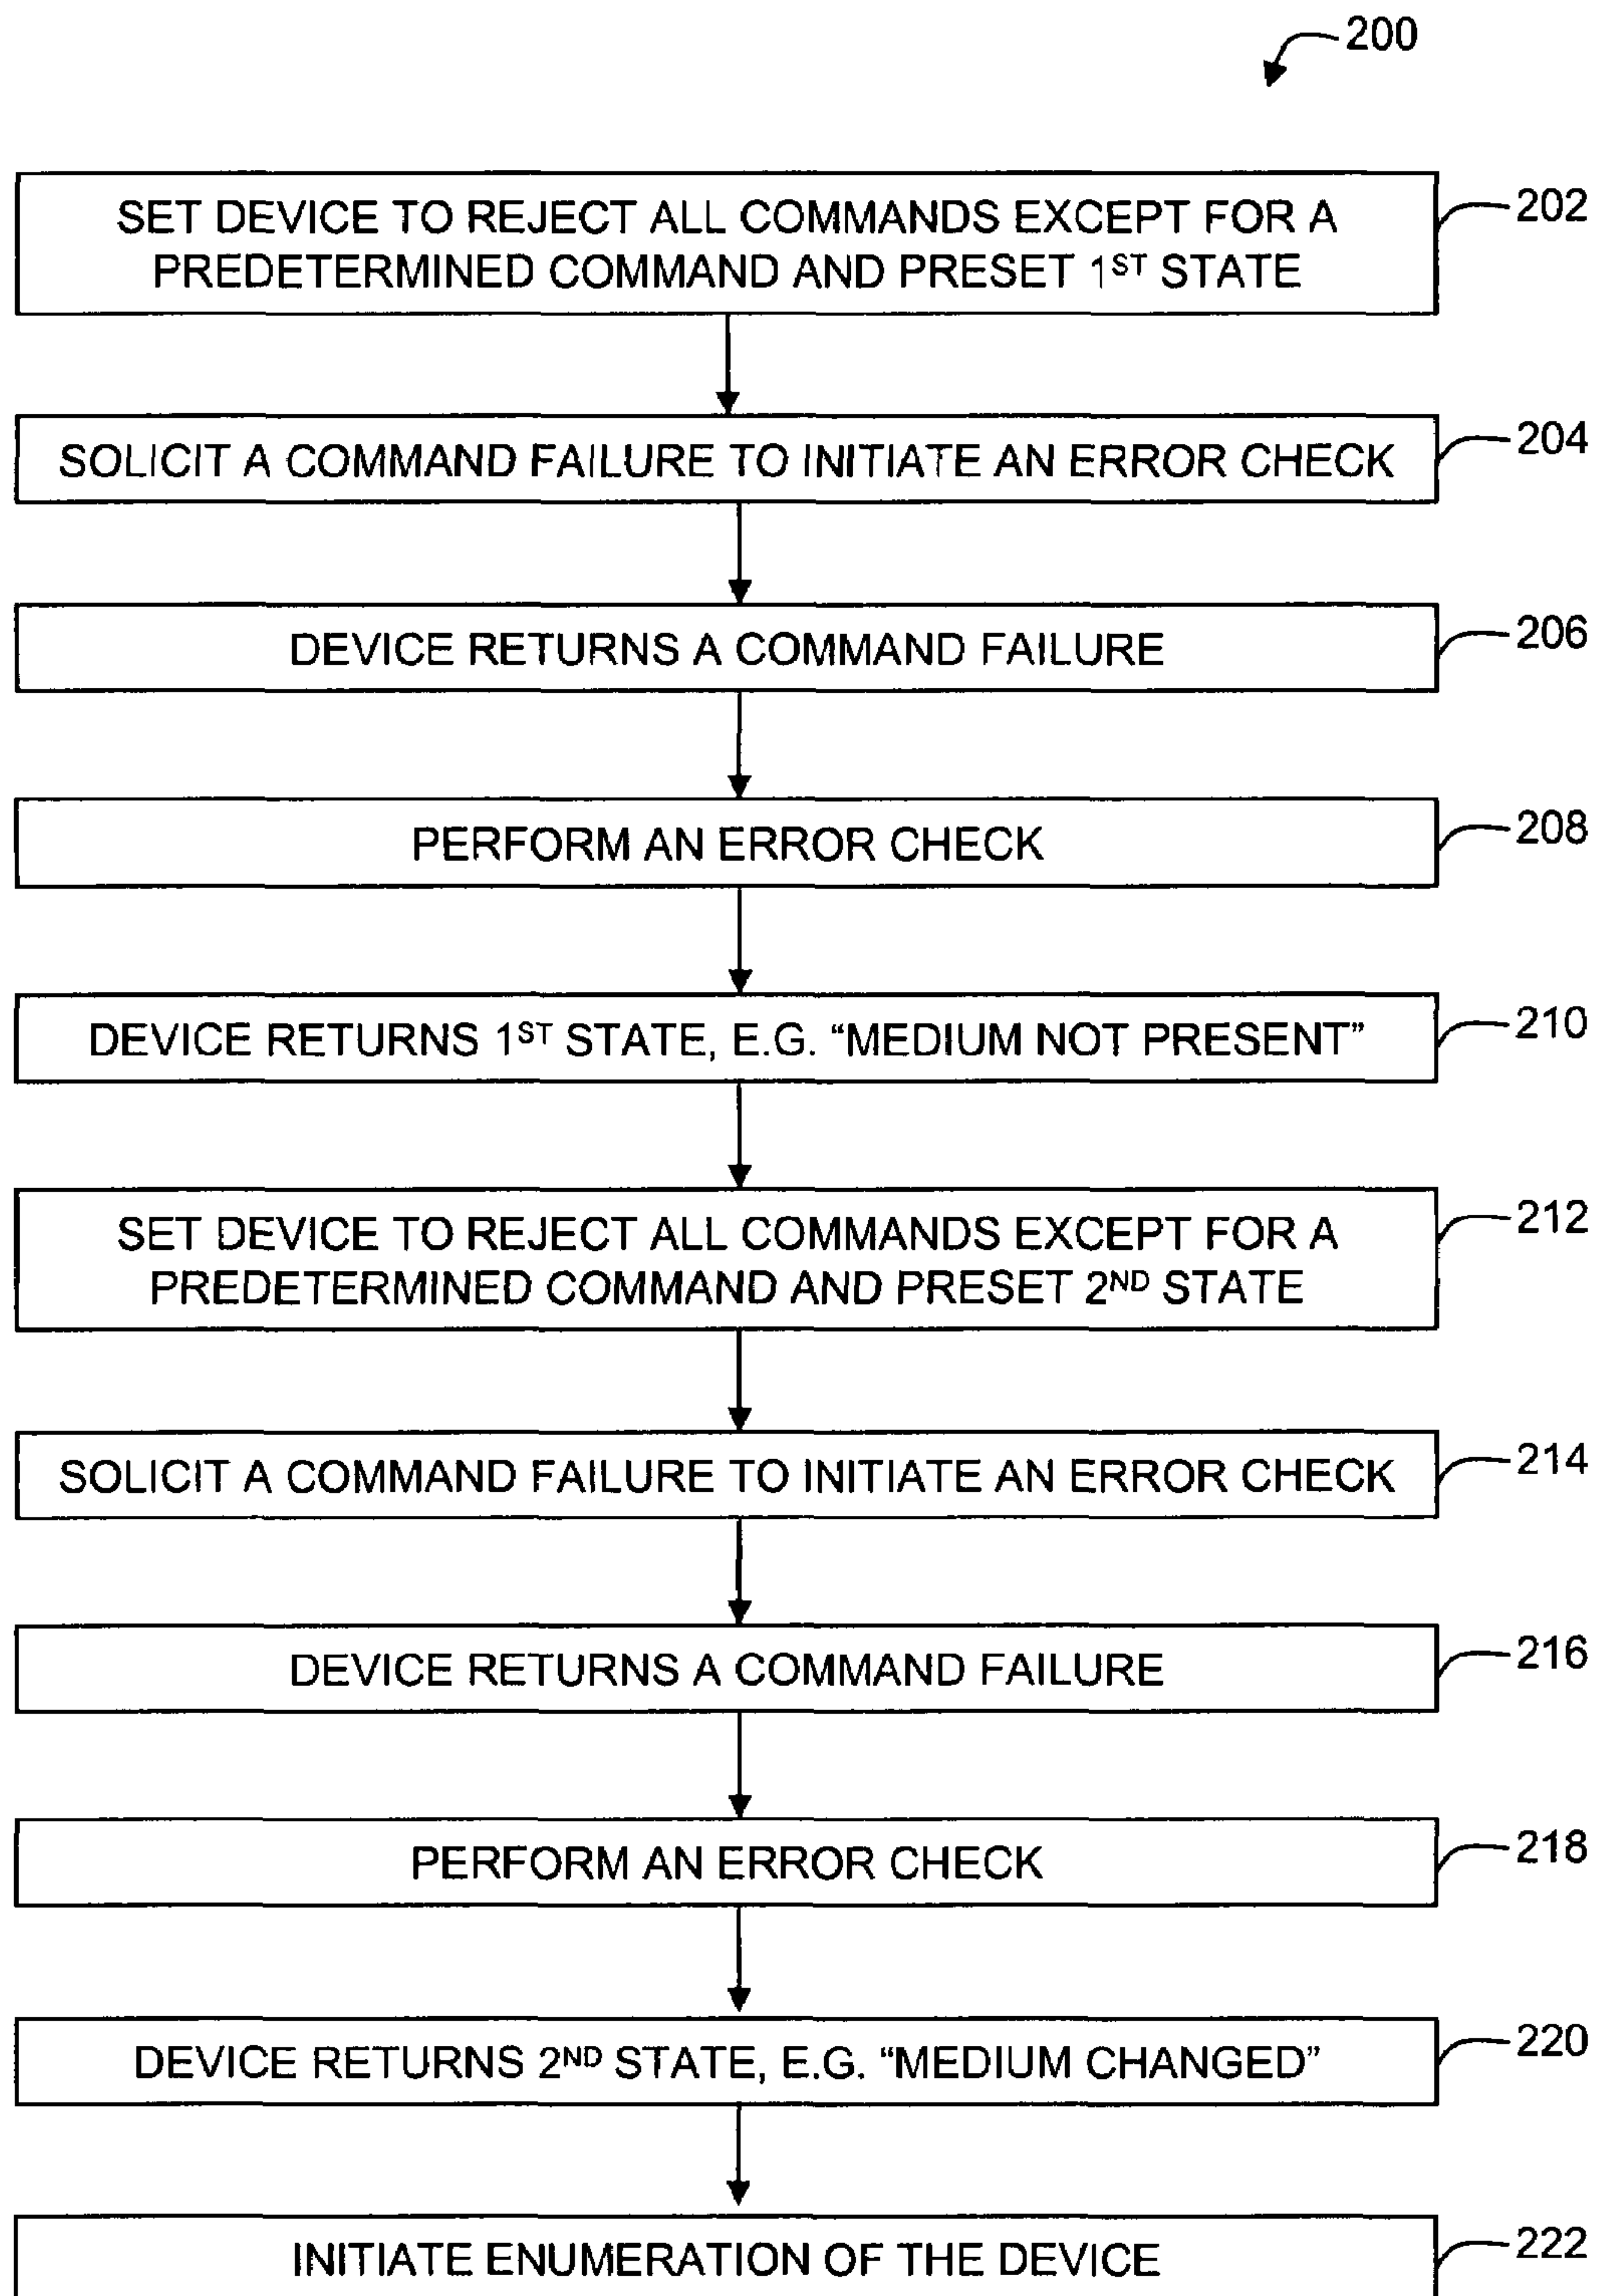 200
SET DEVICE TO REJECT ALL COMMANDS EXCEPT FOR A
PREDETERMINED COMMAND AND PRESET 1ST STATE
202
SOLICIT A COMMAND FAILURE TO INITIATE AN ERROR CHECK
204
DEVICE RETURNS A COMMAND FAILURE
206
PERFORM AN ERROR CHECK
208
DEVICE RETURNS 1ST STATE, E.G. “MEDIUM NOT PRESENT”
210
SET DEVICE TO REJECT ALL COMMANDS EXCEPT FOR A
PREDETERMINED COMMAND AND PRESET 2ND STATE
212
SOLICIT A COMMAND FAILURE TO INITIATE AN ERROR CHECK
214
DEVICE RETURNS A COMMAND FAILURE
216
PERFORM AN ERROR CHECK
218
DEVICE RETURNS 2ND STATE, E.G. “MEDIUM CHANGED”
220
INITIATE ENUMERATION OF THE DEVICE
222